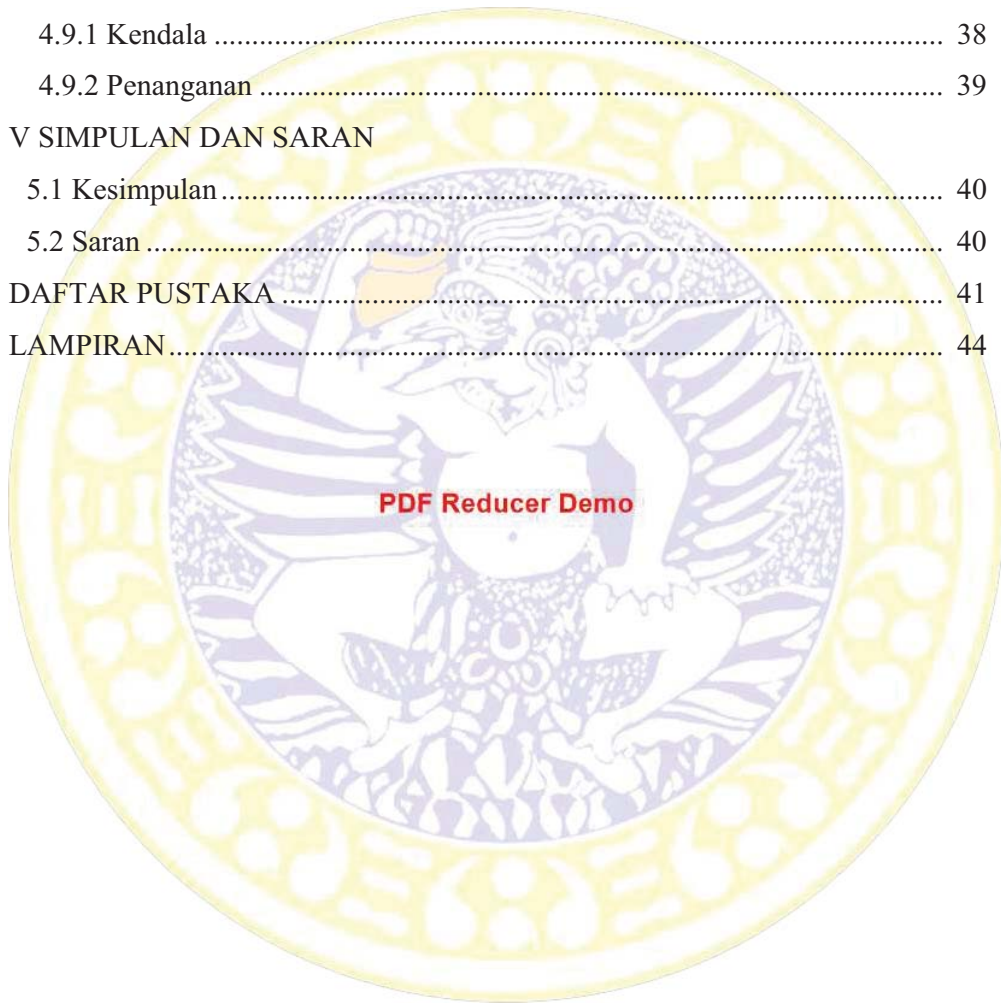 4.9.1 Kendala ........................................................................................... 38
4.9.2 Penanganan ..................................................................................... 39
V SIMPULAN DAN SARAN
5.1 Kesimpulan .......................................................................................... 40
5.2 Saran .................................................................................................... 40
DAFTAR PUSTAKA ................................................................................... 41
LAMPIRAN ................................................................................................. 44
PDF Reducer Demo